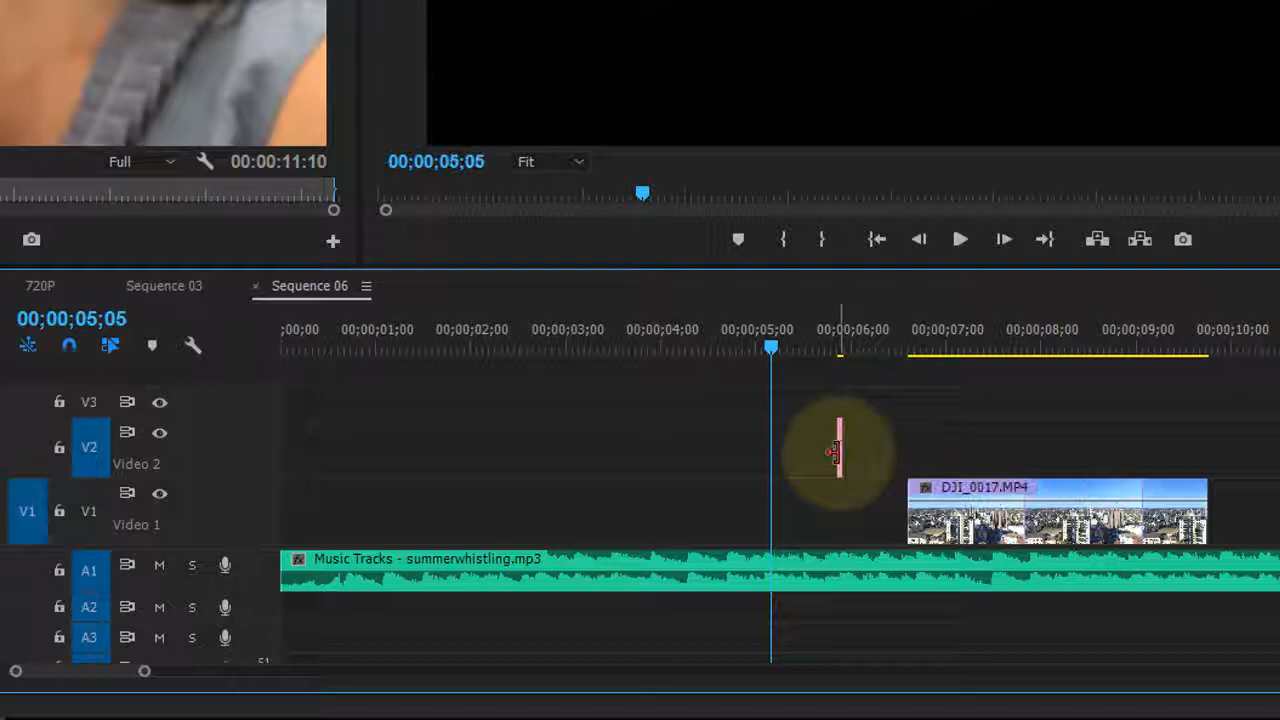 Full 00:00:11:10 00;00;05;05 Fit
720P Sequence 03 × Sequence 06
00;00;05;05
;00;00 00;00;01;00 00;00;02;00 00;00;03;00 00;00;04;00 00;00;05;00 00;00;06;00 00;00;07;00 00;00;08;00 00;00;09;00 00;00;10;00
V3
V2
Video 2
DJI_0017.MP4
V1 V1
Video 1
fx Music Tracks - summerwhistling.mp3
A1 M S
A2 M S
A3 M S